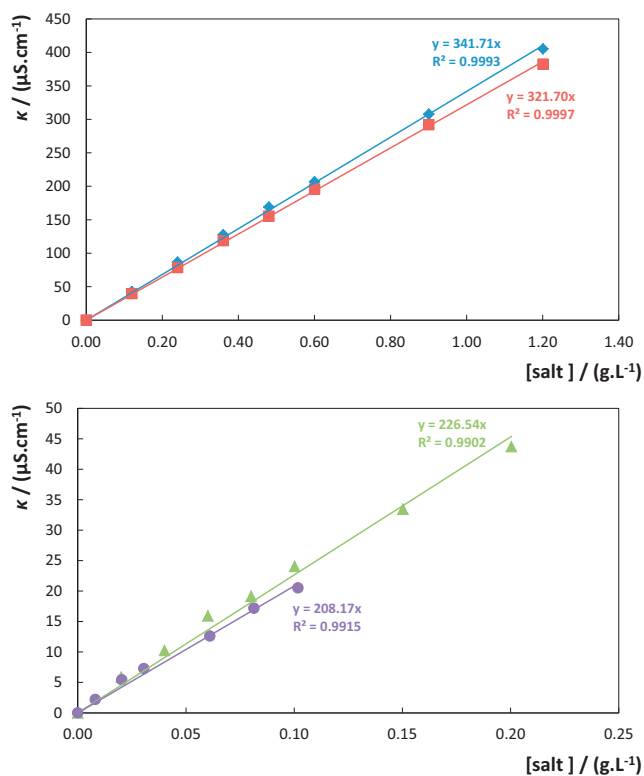 κ / (µS.cm⁻¹)
450
400
350
300
250
200
150
100
50
0
y = 341.71x
R² = 0.9993
y = 321.70x
R² = 0.9997
0.00 0.20 0.40 0.60 0.80 1.00 1.20 1.40
[salt ] / (g.L⁻¹)
κ / (µS.cm⁻¹)
50
45
40
35
30
25
20
15
10
5
0
y = 226.54x
R² = 0.9902
y = 208.17x
R² = 0.9915
0.00 0.05 0.10 0.15 0.20 0.25
[salt ] / (g.L⁻¹)